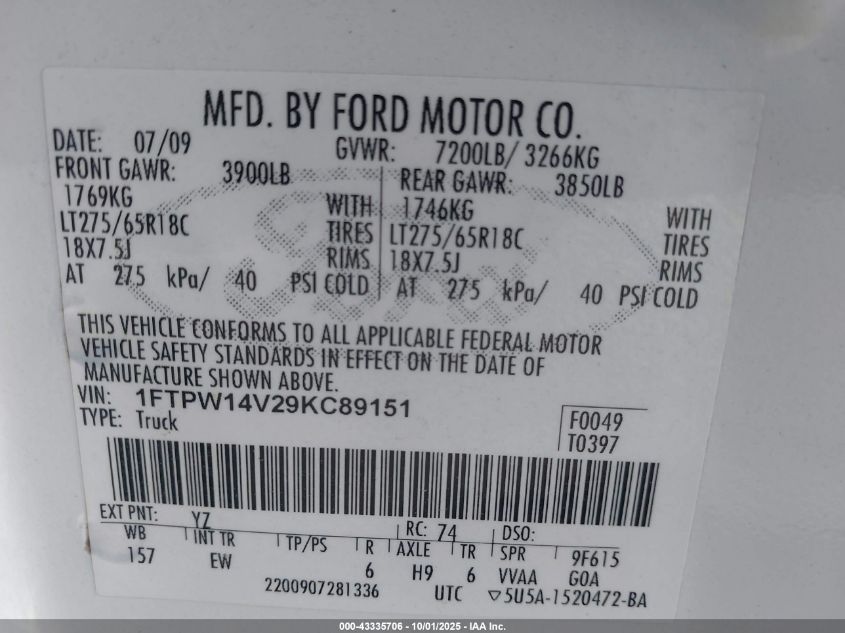 MFD. BY FORD MOTOR CO.
DATE: 07/09 GVWR: 7200LB/ 3266KG
FRONT GAWR: 3900LB REAR GAWR: 3850LB
1769KG WITH 1746KG WITH
LT275/65R18C TIRES LT275/65R18C TIRES
18X7.5J RIMS 18X7.5J RIMS
AT 275 kPa/ 40 PSI COLD AT 275 kPa/ 40 PSI COLD
THIS VEHICLE CONFORMS TO ALL APPLICABLE FEDERAL MOTOR
VEHICLE SAFETY STANDARDS IN EFFECT ON THE DATE OF
MANUFACTURE SHOWN ABOVE.
VIN: 1FTPW14V29KC89151
TYPE: Truck
F0049
T0397
EXT PNT: YZ RC: 74 DSO:
WB INT TR TP/PS R AXLE TR SPR 9F615
157 EW 6 H9 6 VVAA GOA
2200907281336 UTC ▽5U5A-1520472-BA
000-43335706 - 10/01/2025 - IAA Inc.